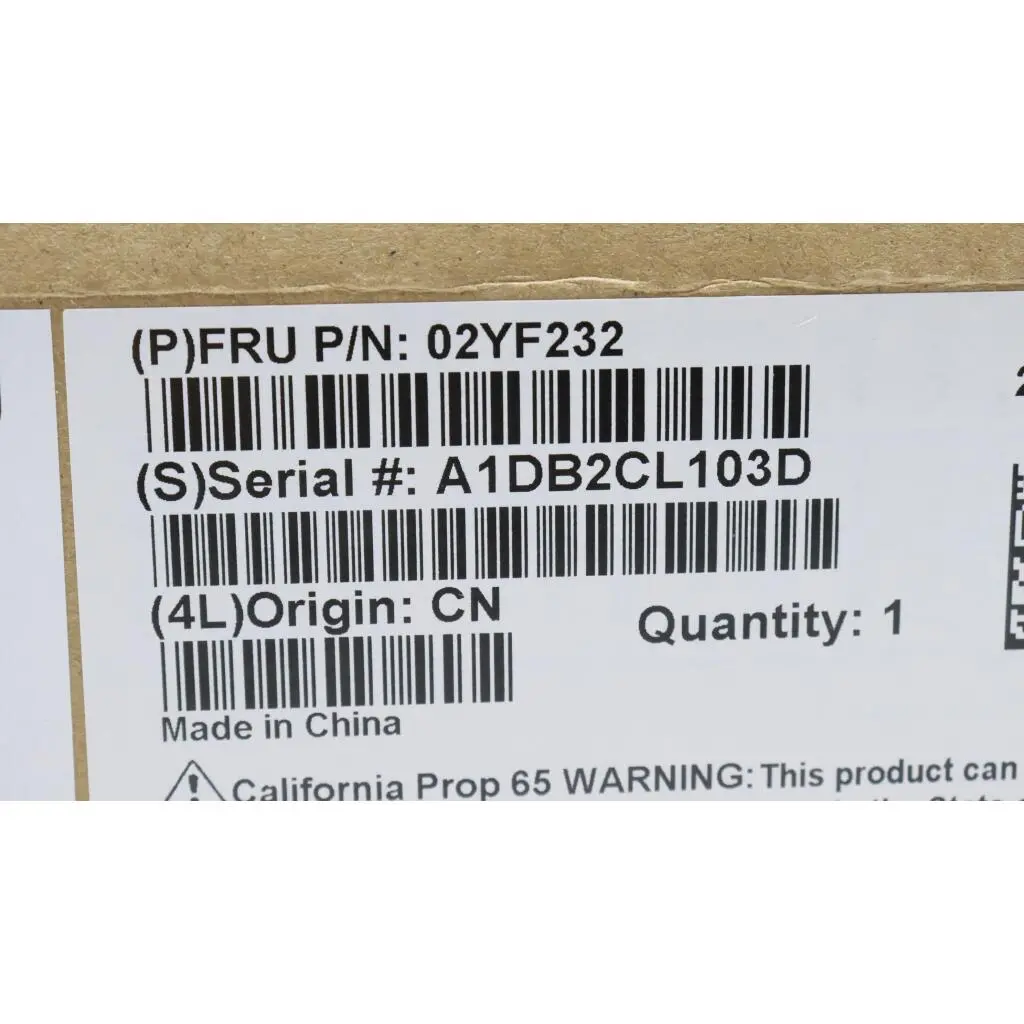 (P)FRU P/N: 02YF232
(S)Serial #: A1DB2CL103D
(4L)Origin: CN
Quantity: 1
Made in China
California Prop 65 WARNING: This product can